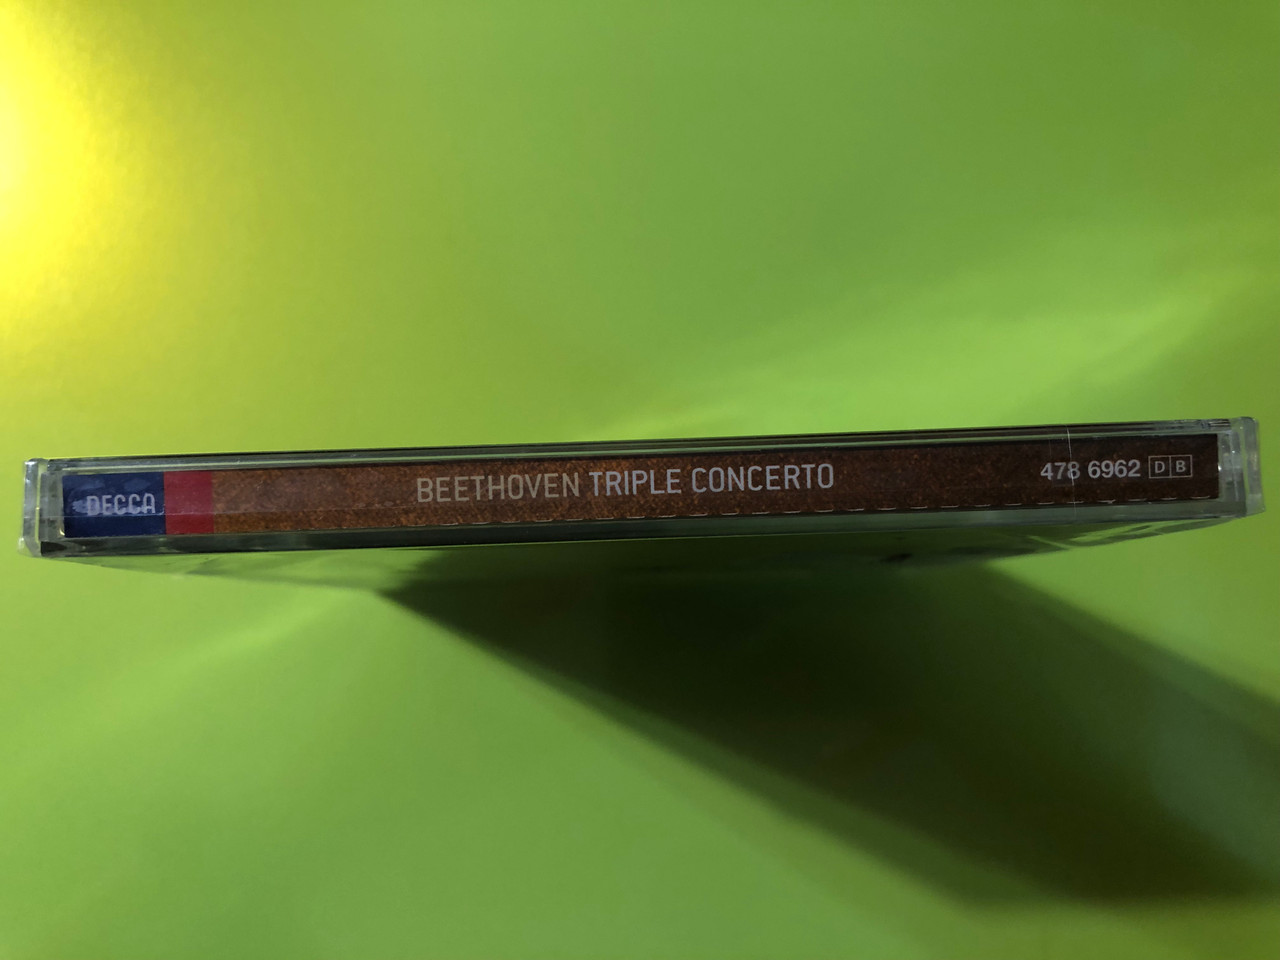 DECCA BEETHOVEN TRIPLE CONCERTO 478 6962 D B